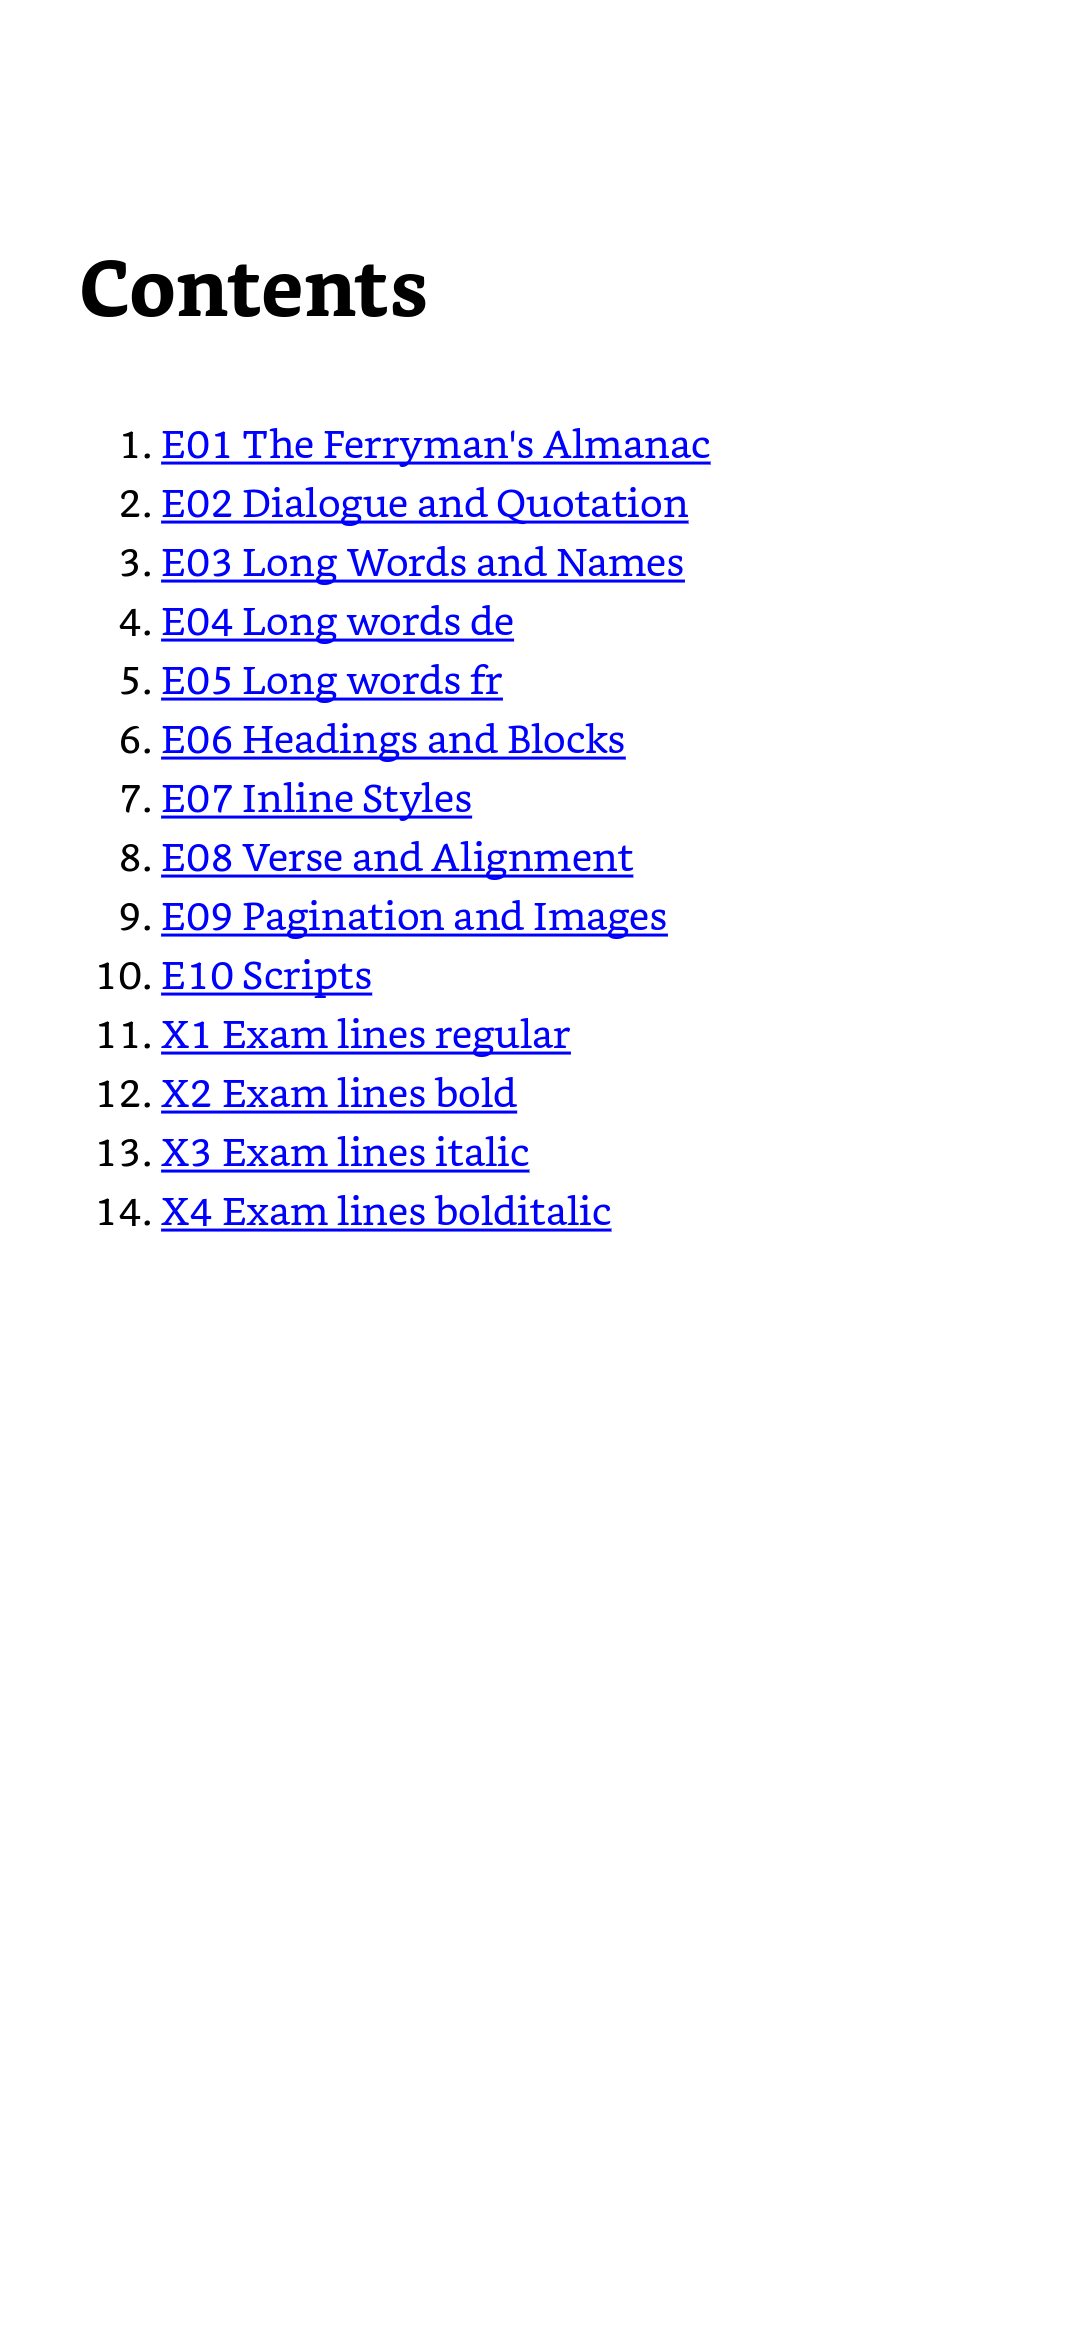 Contents
1. E01 The Ferryman's Almanac
2. E02 Dialogue and Quotation
3. E03 Long Words and Names
4. E04 Long words de
5. E05 Long words fr
6. E06 Headings and Blocks
7. E07 Inline Styles
8. E08 Verse and Alignment
9. E09 Pagination and Images
10. E10 Scripts
11. X1 Exam lines regular
12. X2 Exam lines bold
13. X3 Exam lines italic
14. X4 Exam lines bolditalic